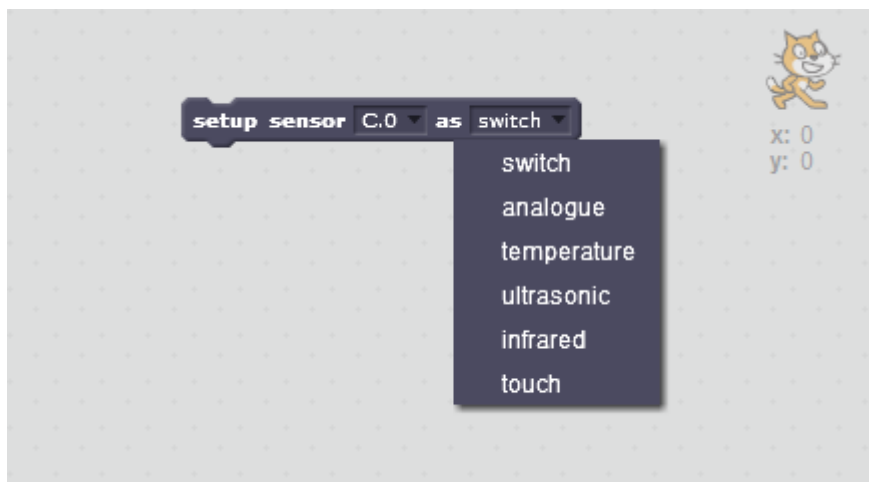 setup sensor C.0 as switch
x: 0
y: 0
switch
analogue
temperature
ultrasonic
infrared
touch